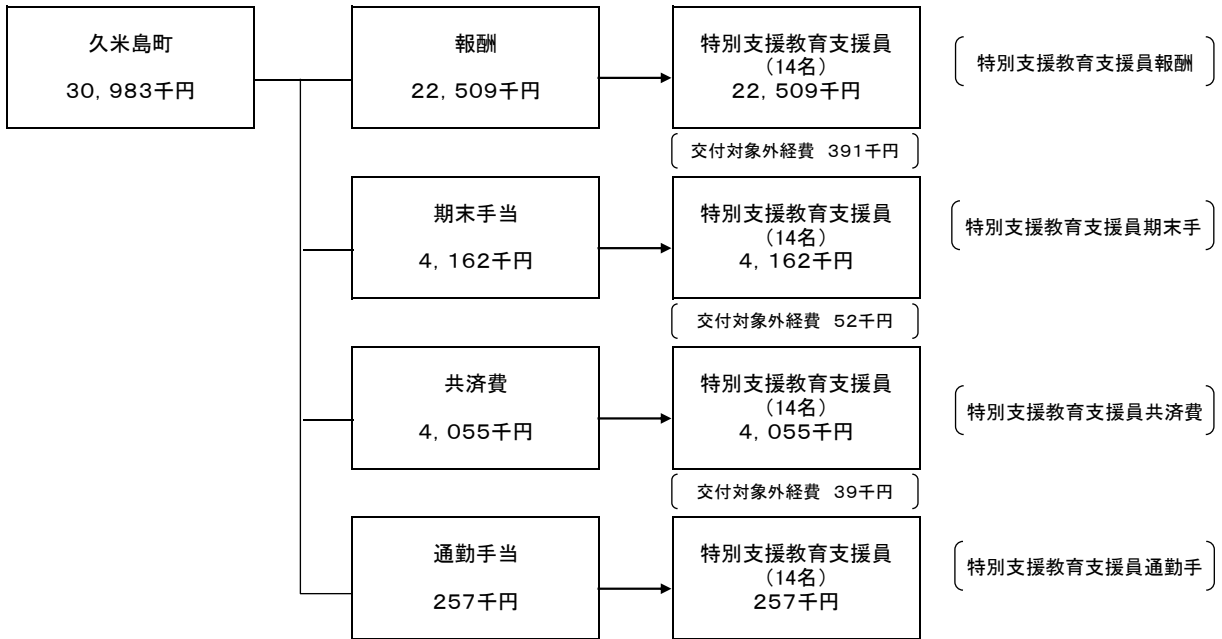 久米島町
30，983千円
報酬
22，509千円
特別支援教育支援員
（14名）
22，509千円
特別支援教育支援員報酬
交付対象外経費　391千円
期末手当
4，162千円
特別支援教育支援員
（14名）
4，162千円
特別支援教育支援員期末手
交付対象外経費　52千円
共済費
4，055千円
特別支援教育支援員
（14名）
4，055千円
特別支援教育支援員共済費
交付対象外経費　39千円
通勤手当
257千円
特別支援教育支援員
（14名）
257千円
特別支援教育支援員通勤手